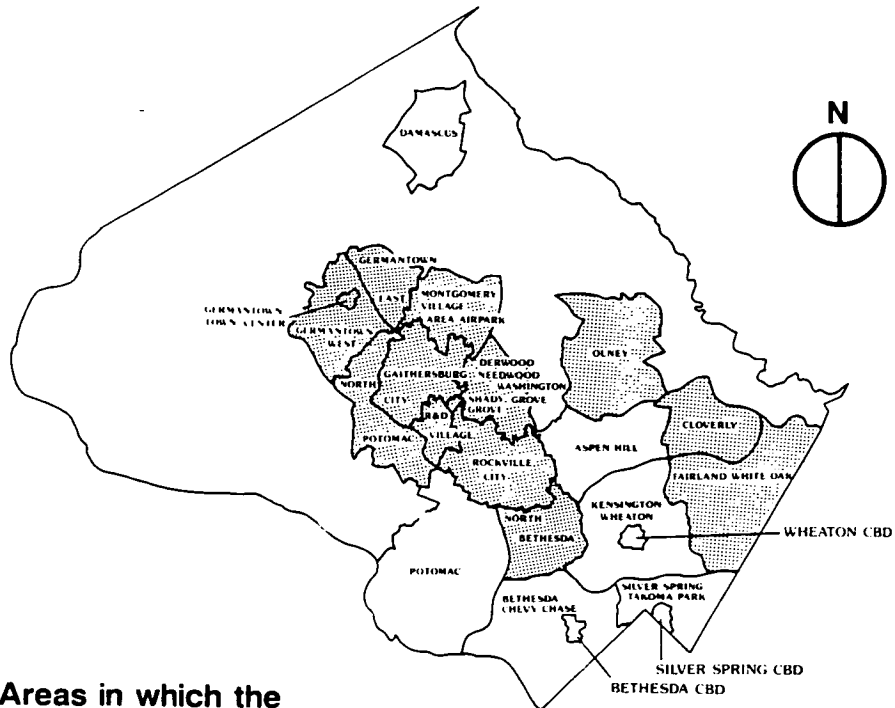 DAMASCUS
N
GERMANTOWN
EAST
MONTGOMERY
VILLAGE
AREA AIRPARK
GERMANTOWN
TOWN CENTER
GERMANTOWN
WEST
OLNEY
DERWOOD
NEEDWOOD
WASHINGTON
GROVE
GAITHERSBURG
CITY
SHADY
GROVE
NORTH
POTOMAC
R&D
VILLAGE
CLOVERLY
ASPEN HILL
ROCKVILLE
CITY
FAIRLAND WHITE OAK
KENSINGTON
WHEATON
NORTH
BETHESDA
WHEATON CBD
POTOMAC
BETHESDA
CHEVY CHASE
SILVER SPRING
TAKOMA PARK
SILVER SPRING CBD
BETHESDA CBD
Areas in which the